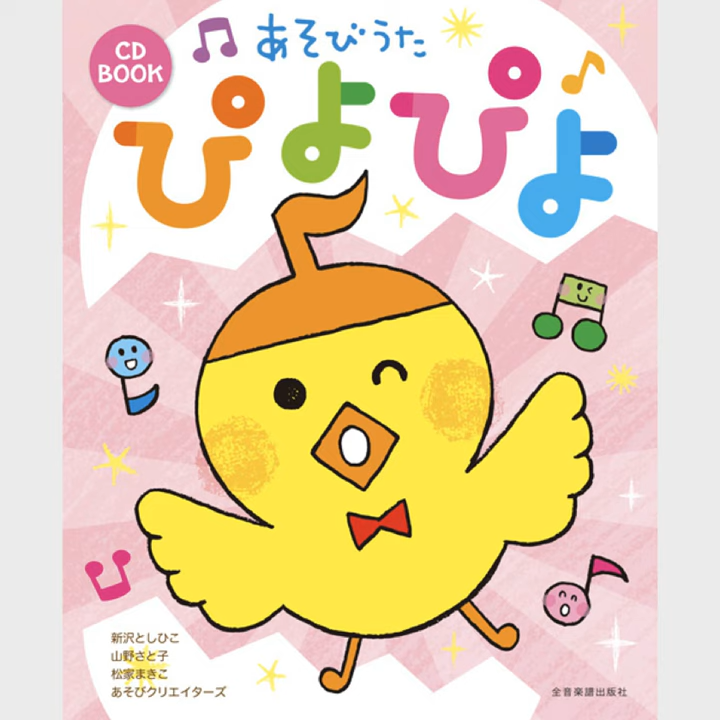 CD
BOOK
あそびうた
ぴよぴよ
新沢としひこ
山野さと子
松家まきこ
あそびクリエイターズ
全音楽譜出版社